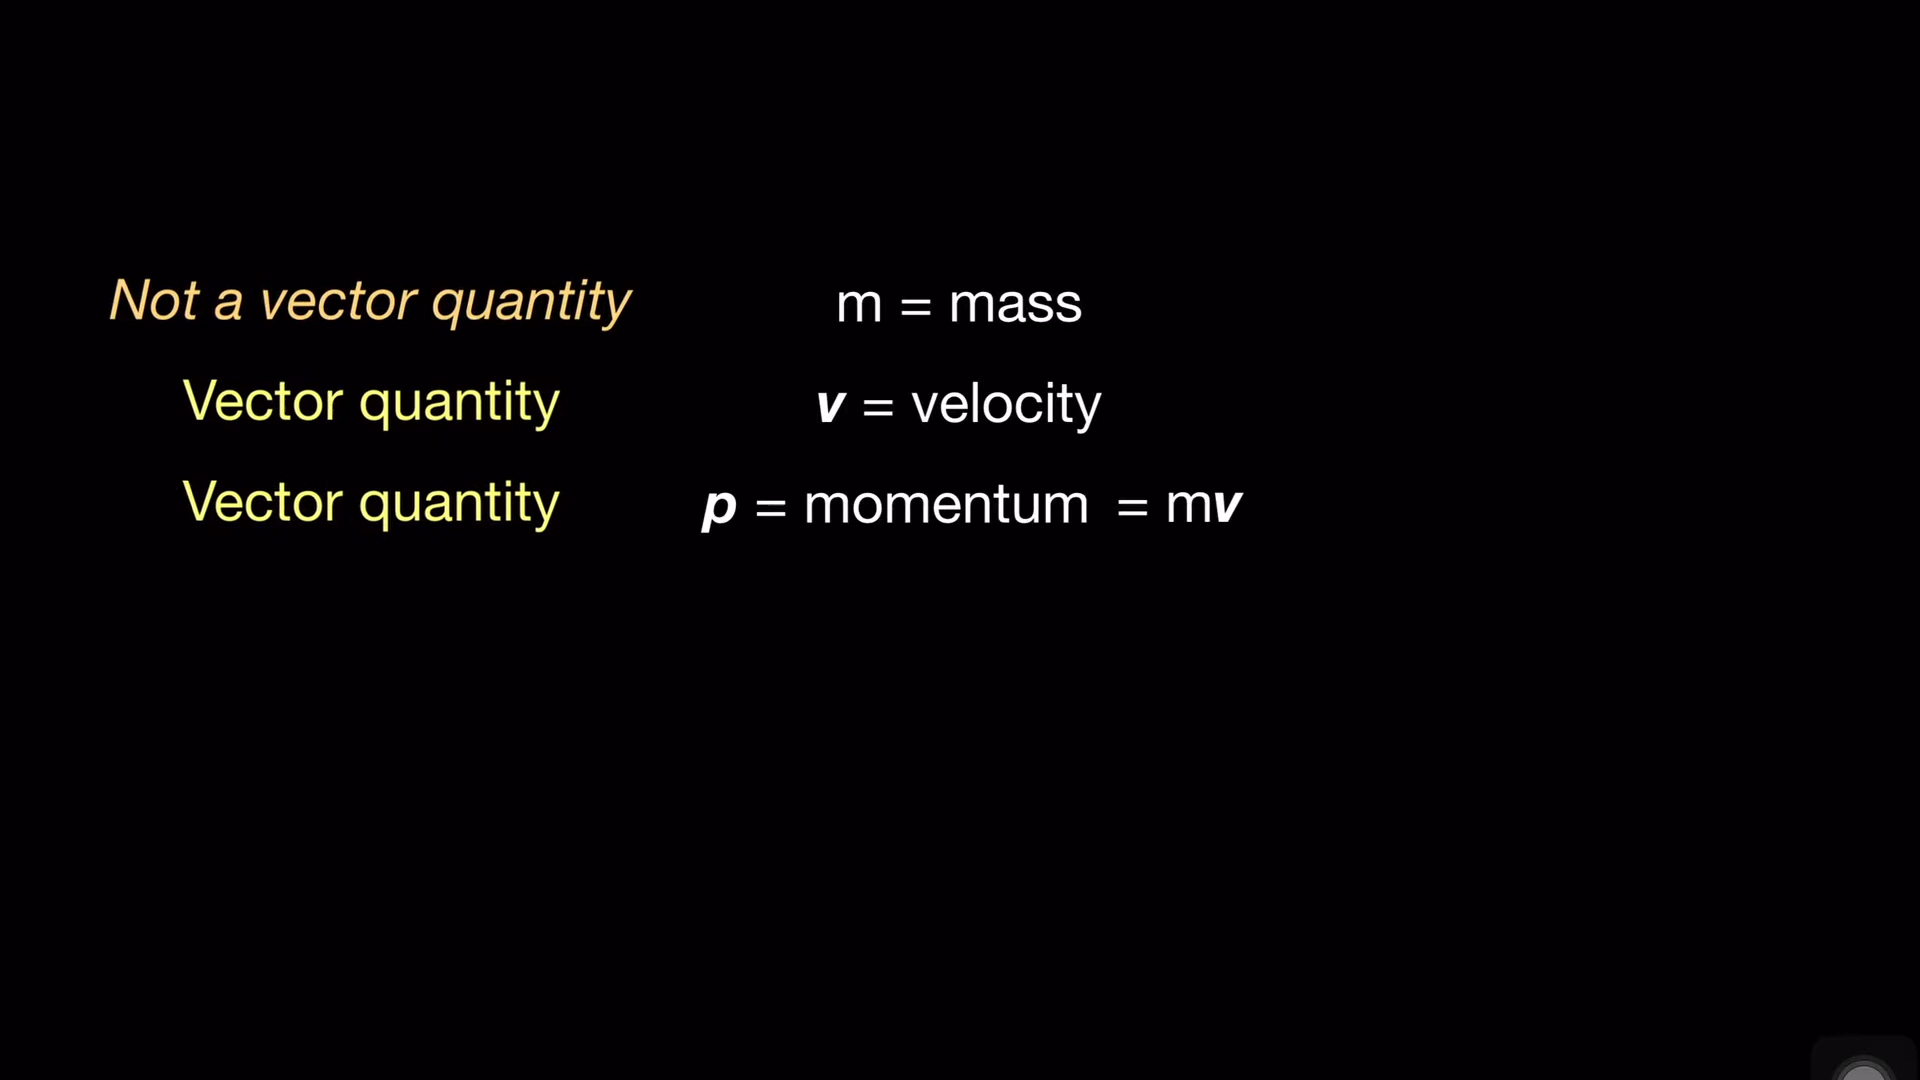 Not a vector quantity m = mass
Vector quantity v = velocity
Vector quantity p = momentum = mv